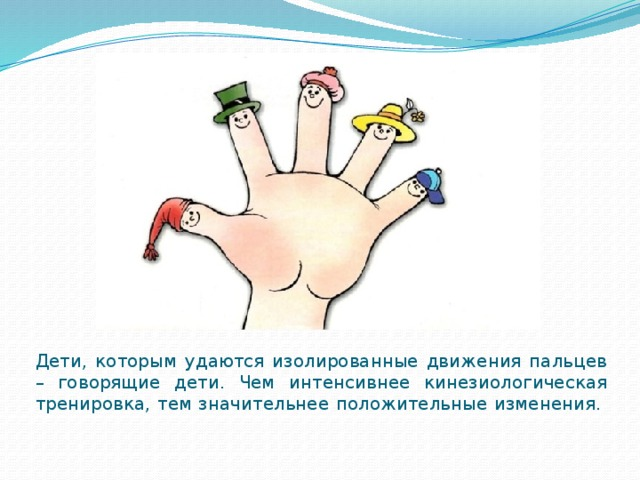 Дети, которым удаются изолированные движения пальцев
– говорящие дети. Чем интенсивнее кинезиологическая
тренировка, тем значительнее положительные изменения.